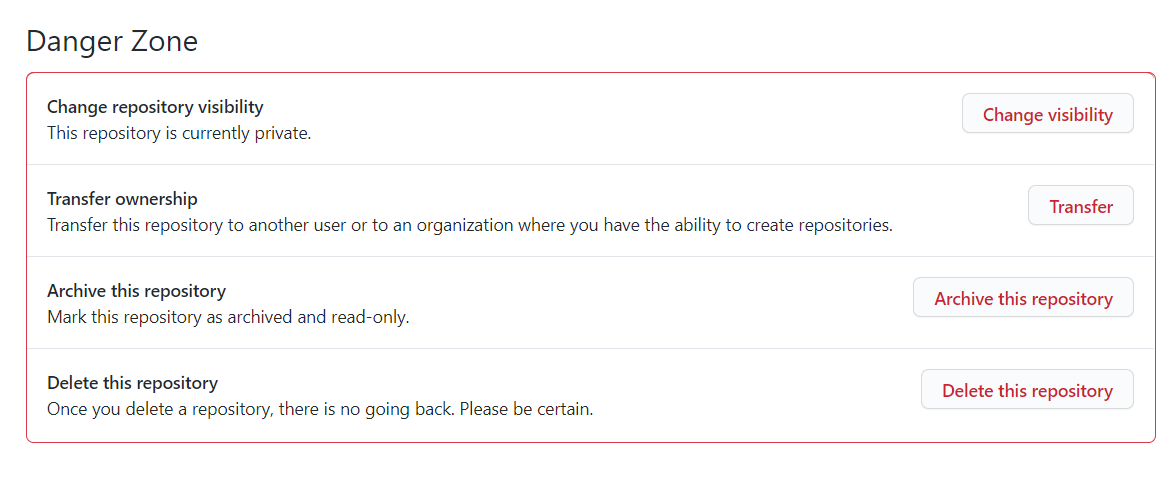 Danger Zone
Change repository visibility
This repository is currently private.
Change visibility
Transfer ownership
Transfer this repository to another user or to an organization where you have the ability to create repositories.
Transfer
Archive this repository
Mark this repository as archived and read-only.
Archive this repository
Delete this repository
Once you delete a repository, there is no going back. Please be certain.
Delete this repository